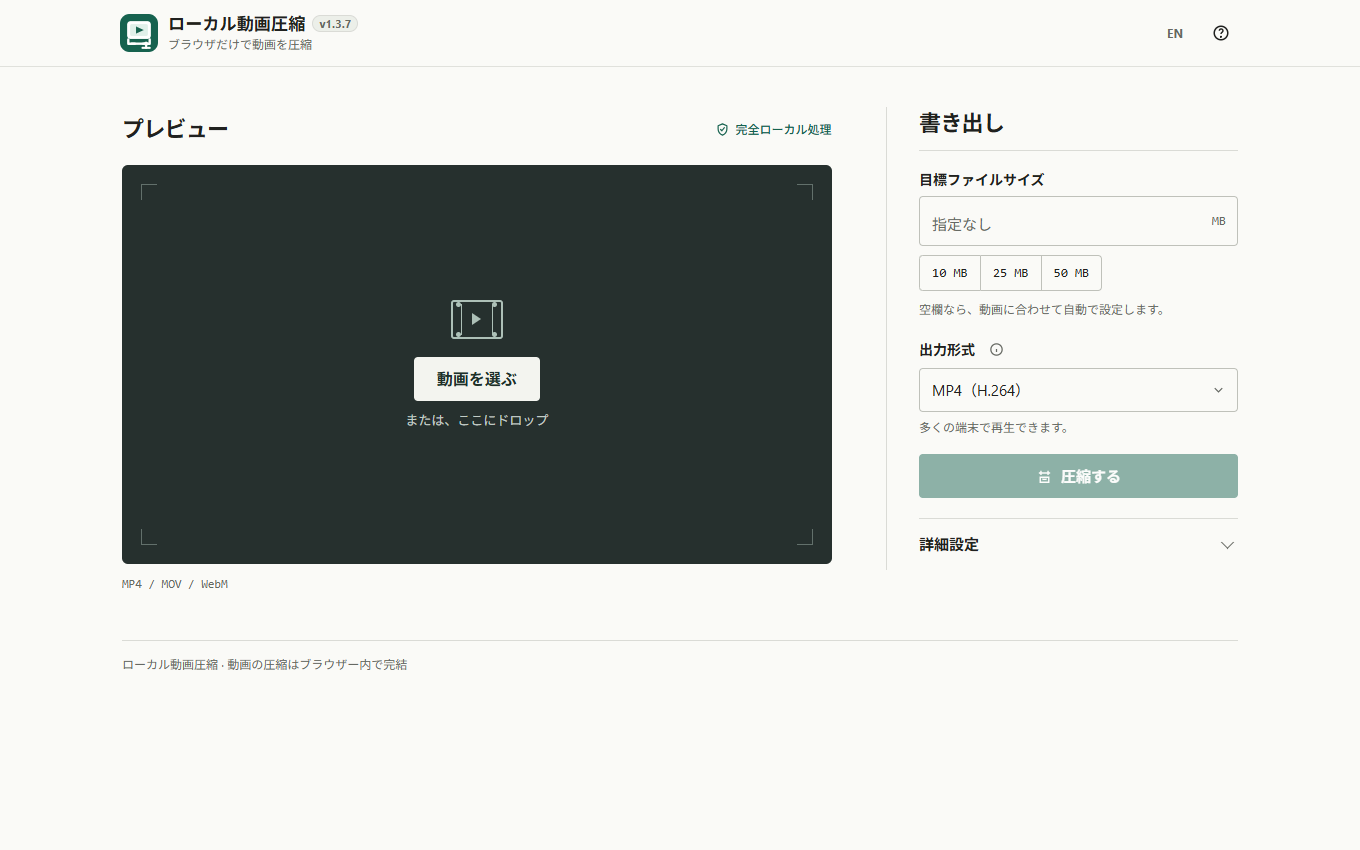 ローカル動画圧縮 v1.3.7
ブラウザだけで動画を圧縮
EN
プレビュー
完全ローカル処理
動画を選ぶ
または、ここにドロップ
MP4 / MOV / WebM
書き出し
目標ファイルサイズ
指定なし MB
10 MB 25 MB 50 MB
空欄なら、動画に合わせて自動で設定します。
出力形式
MP4（H.264）
多くの端末で再生できます。
圧縮する
詳細設定
ローカル動画圧縮 · 動画の圧縮はブラウザー内で完結